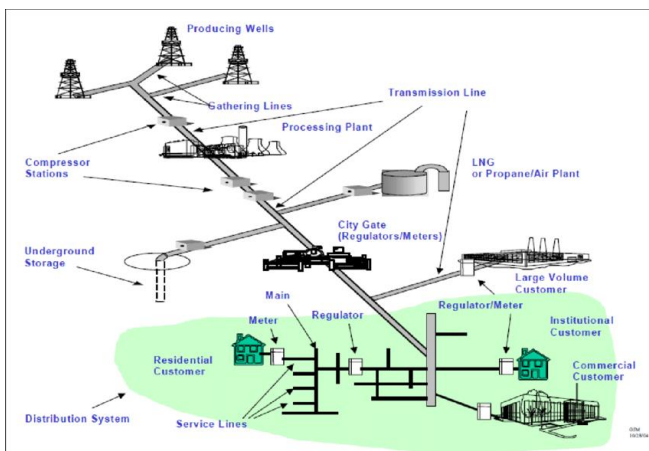 Producing Wells
Gathering Lines
Transmission Line
Processing Plant
Compressor
Stations
LNG
or Propane/Air Plant
City Gate
(Regulators/Meters)
Underground
Storage
Large Volume
Customer
Main
Regulator
Regulator/Meter
Meter
Institutional
Customer
Residential
Customer
Commercial
Customer
Distribution System
Service Lines